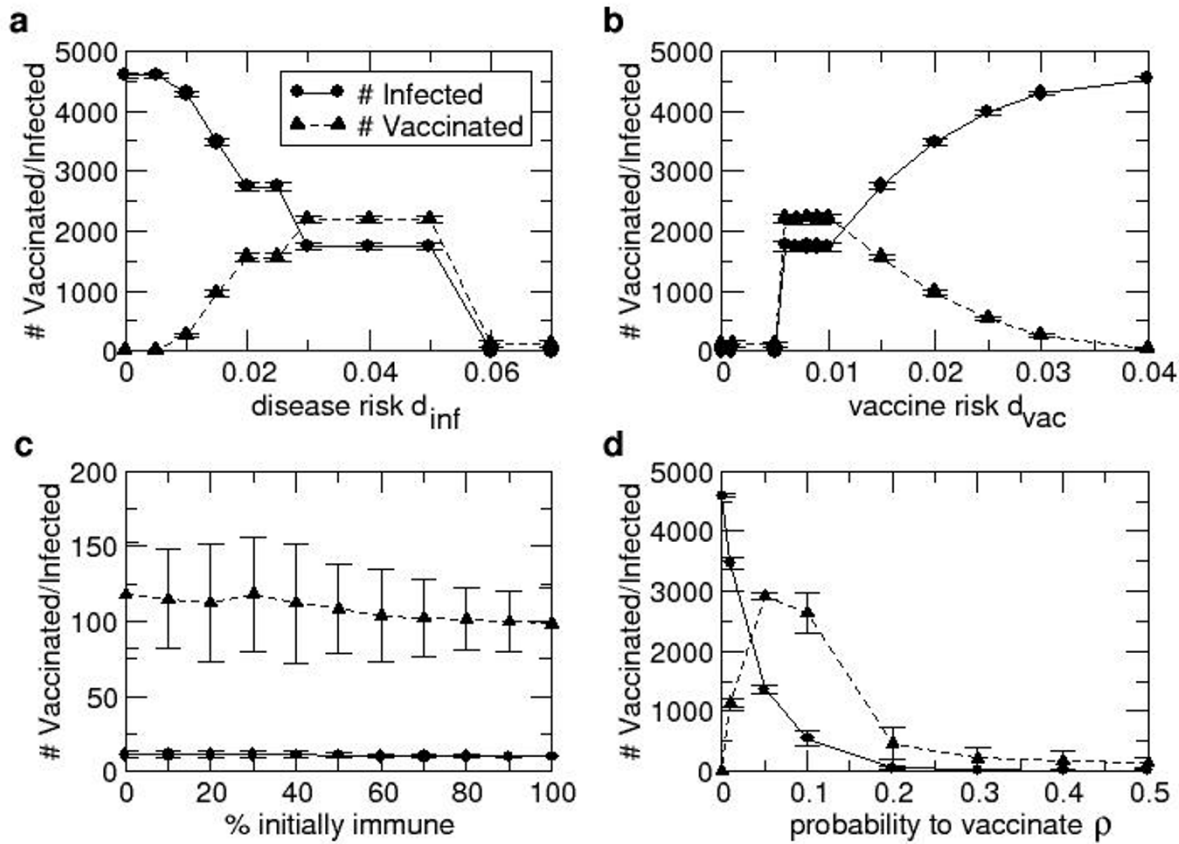 a
5000
4000
3000
2000
1000
0
# Vaccinated/Infected
# Infected
# Vaccinated
0 0.02 0.04 0.06
disease risk d_inf
b
5000
4000
3000
2000
1000
0
# Vaccinated/Infected
0 0.01 0.02 0.03 0.04
vaccine risk d_vac
c
200
150
100
50
0
# Vaccinated/Infected
0 20 40 60 80 100
% initially immune
d
5000
4000
3000
2000
1000
0
# Vaccinated/Infected
0 0.1 0.2 0.3 0.4 0.5
probability to vaccinate ρ